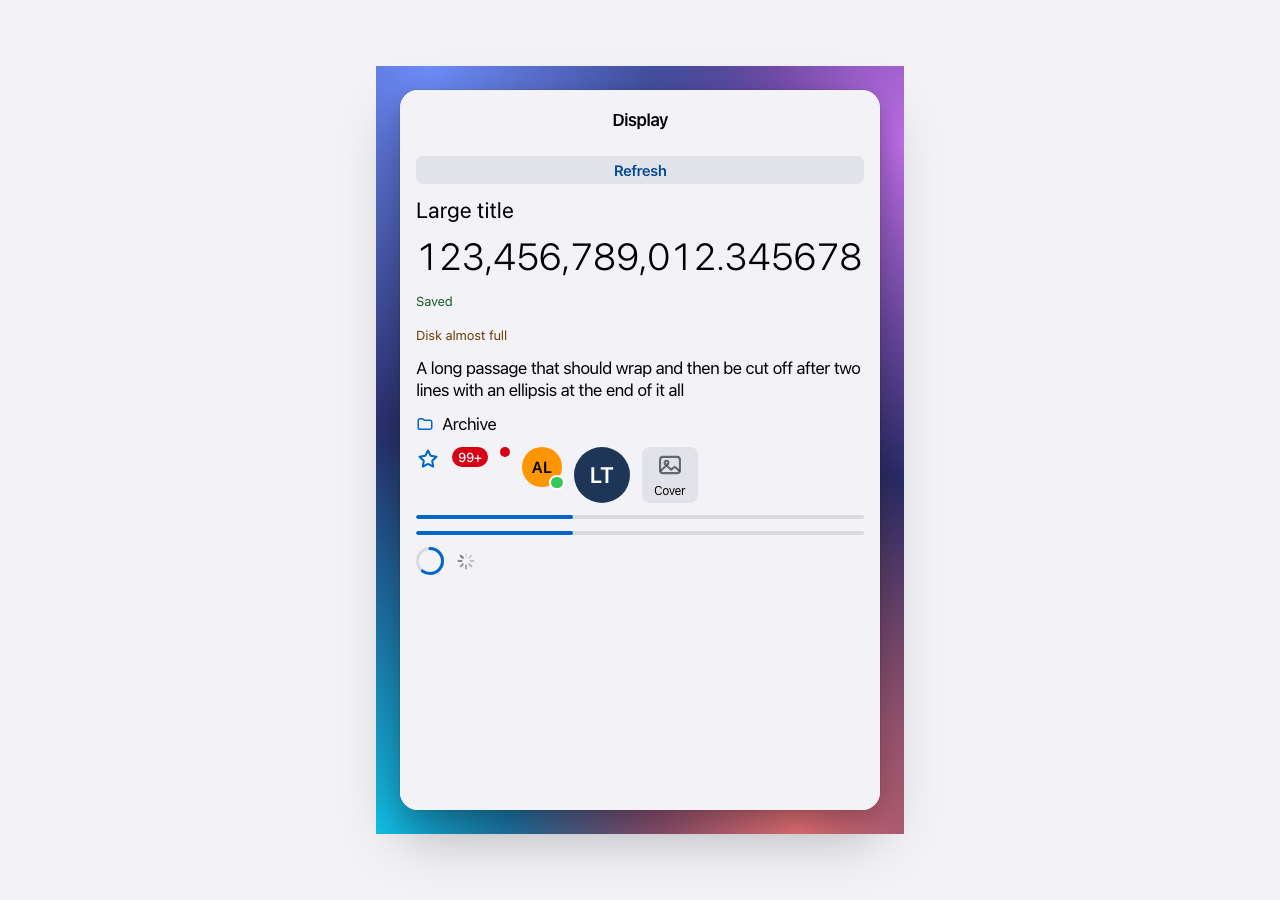 Display
Refresh
Large title
123,456,789,012.345678
Saved
Disk almost full
A long passage that should wrap and then be cut off after two
lines with an ellipsis at the end of it all
Archive
99+
AL
LT
Cover